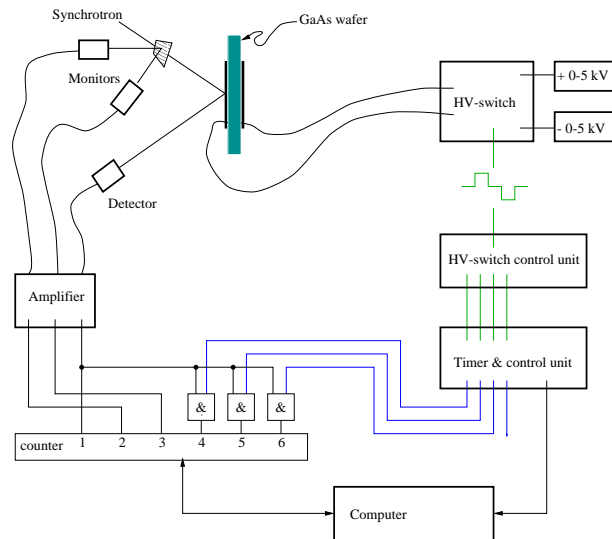 Synchrotron
GaAs wafer
Monitors
HV-switch
+ 0-5 kV
- 0-5 kV
Detector
HV-switch control unit
Amplifier
Timer & control unit
& & &
counter 1 2 3 4 5 6
Computer